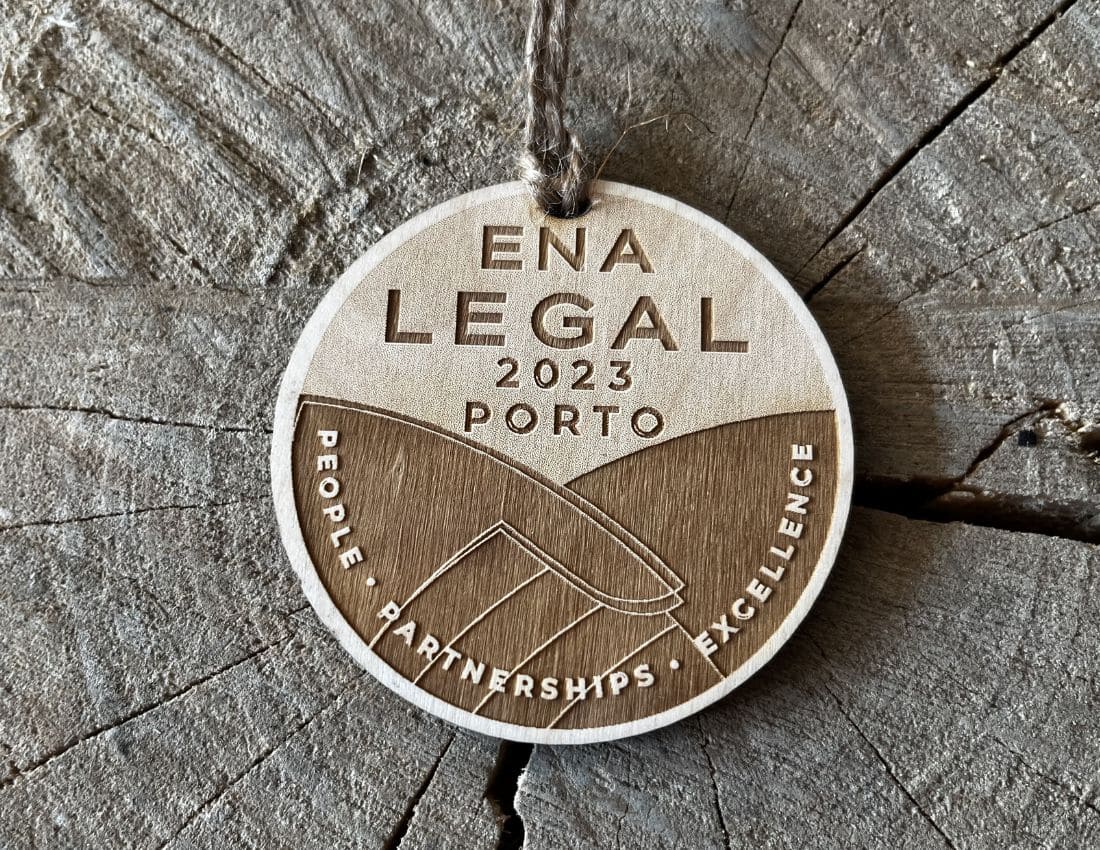 ENA
LEGAL
2023
PORTO
PEOPLE • PARTNERSHIPS • EXCELLENCE